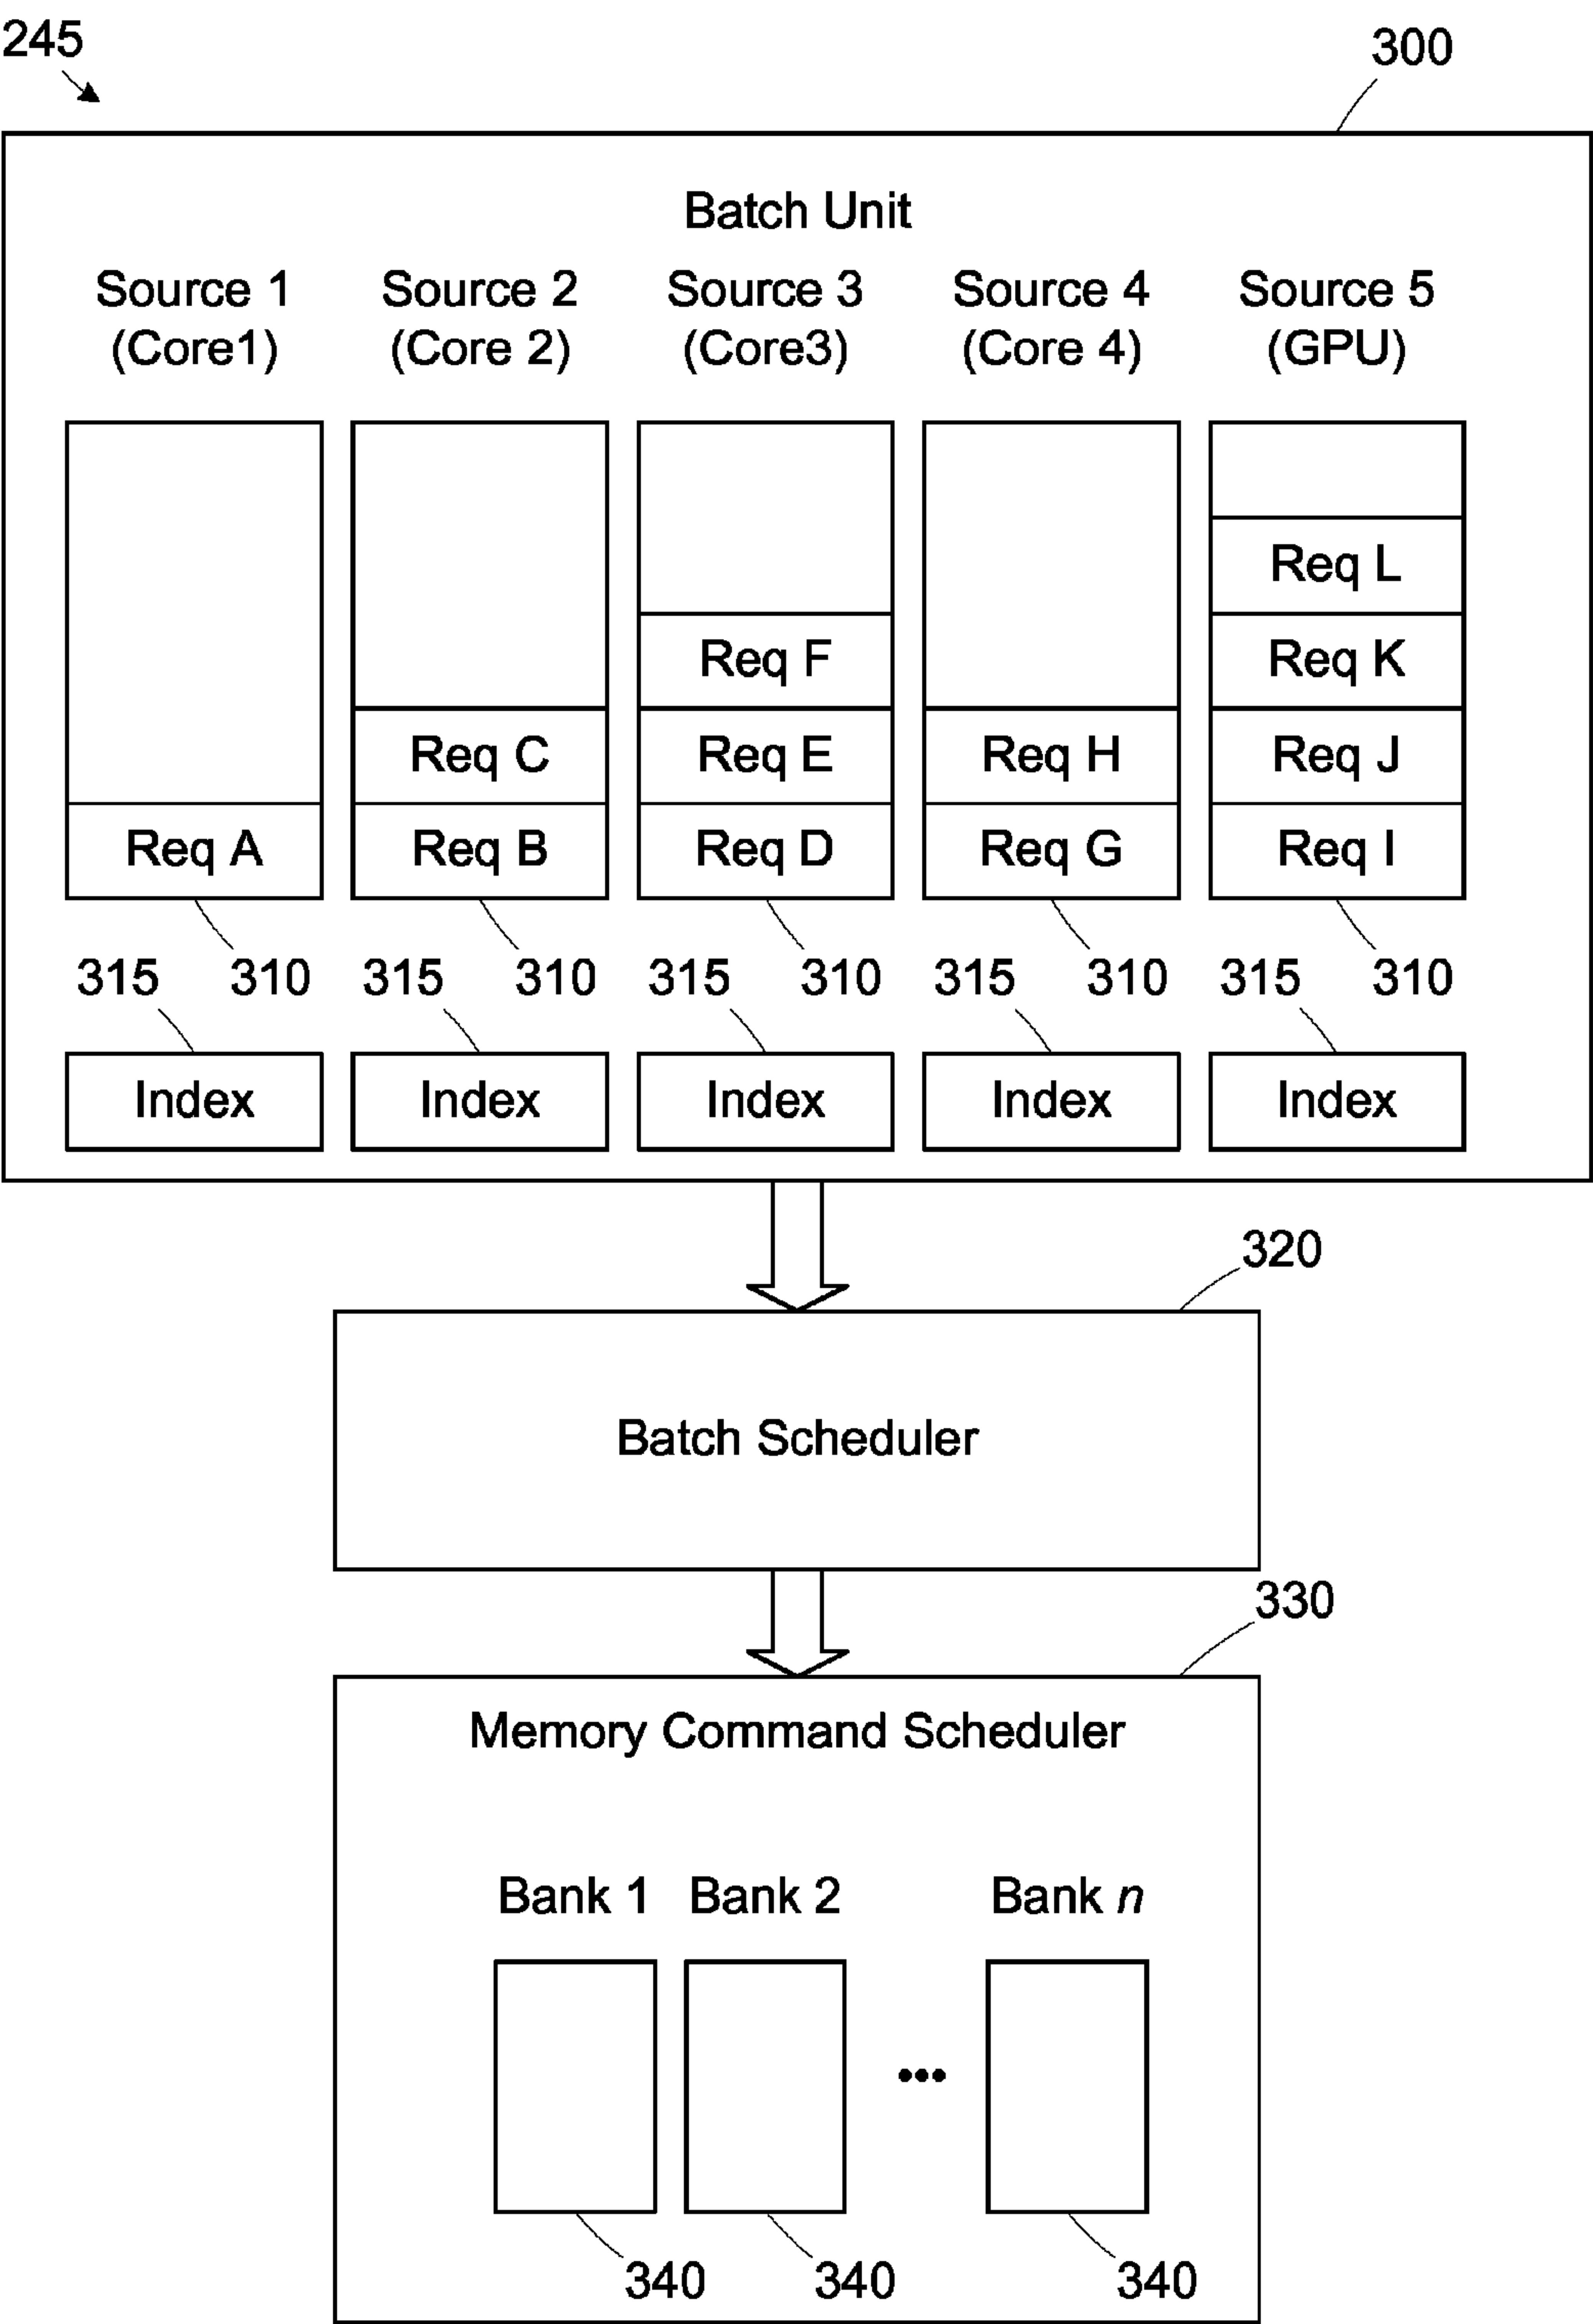 245
300
Batch Unit
Source 1 Source 2 Source 3 Source 4 Source 5
(Core1) (Core 2) (Core3) (Core 4) (GPU)
Req L
Req F Req K
Req C Req E Req H Req J
Req A Req B Req D Req G Req I
315 310 315 310 315 310 315 310 315 310
Index Index Index Index Index
320
Batch Scheduler
330
Memory Command Scheduler
Bank 1 Bank 2 Bank n
•••
340 340 340